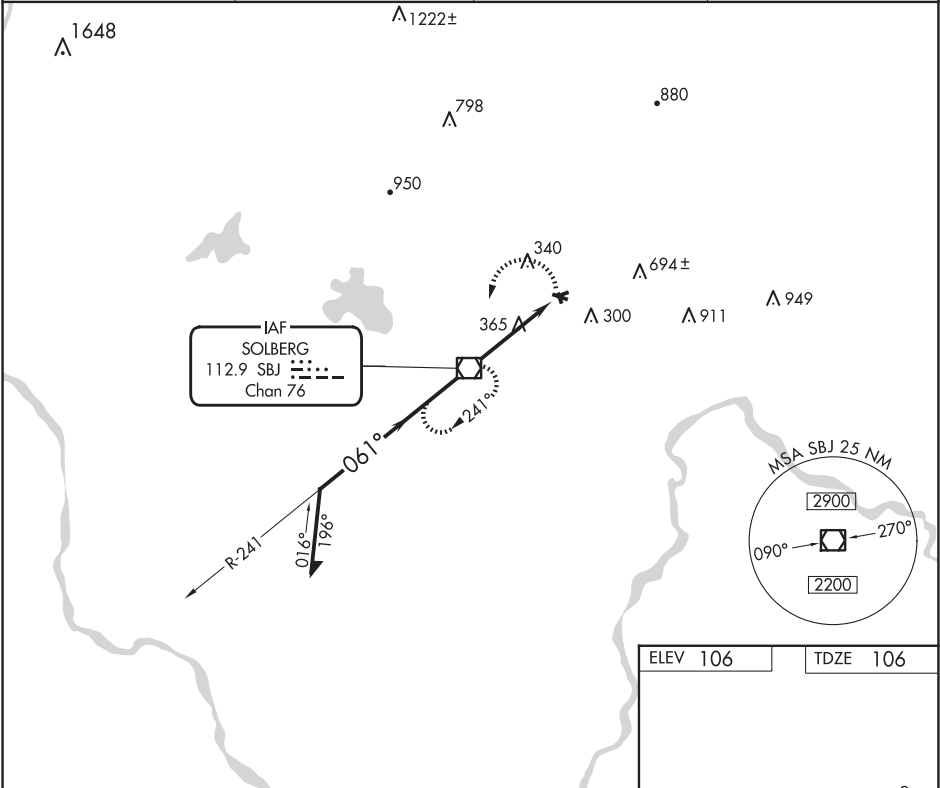 1648
1222±
798
880
950
340
694±
949
365
300
911
IAF
SOLBERG
112.9 SBJ
Chan 76
241°
061°
R-241
016°
196°
MSA SBJ 25 NM
2900
090°
270°
2200
ELEV 106
TDZE 106